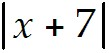 |x + 7|